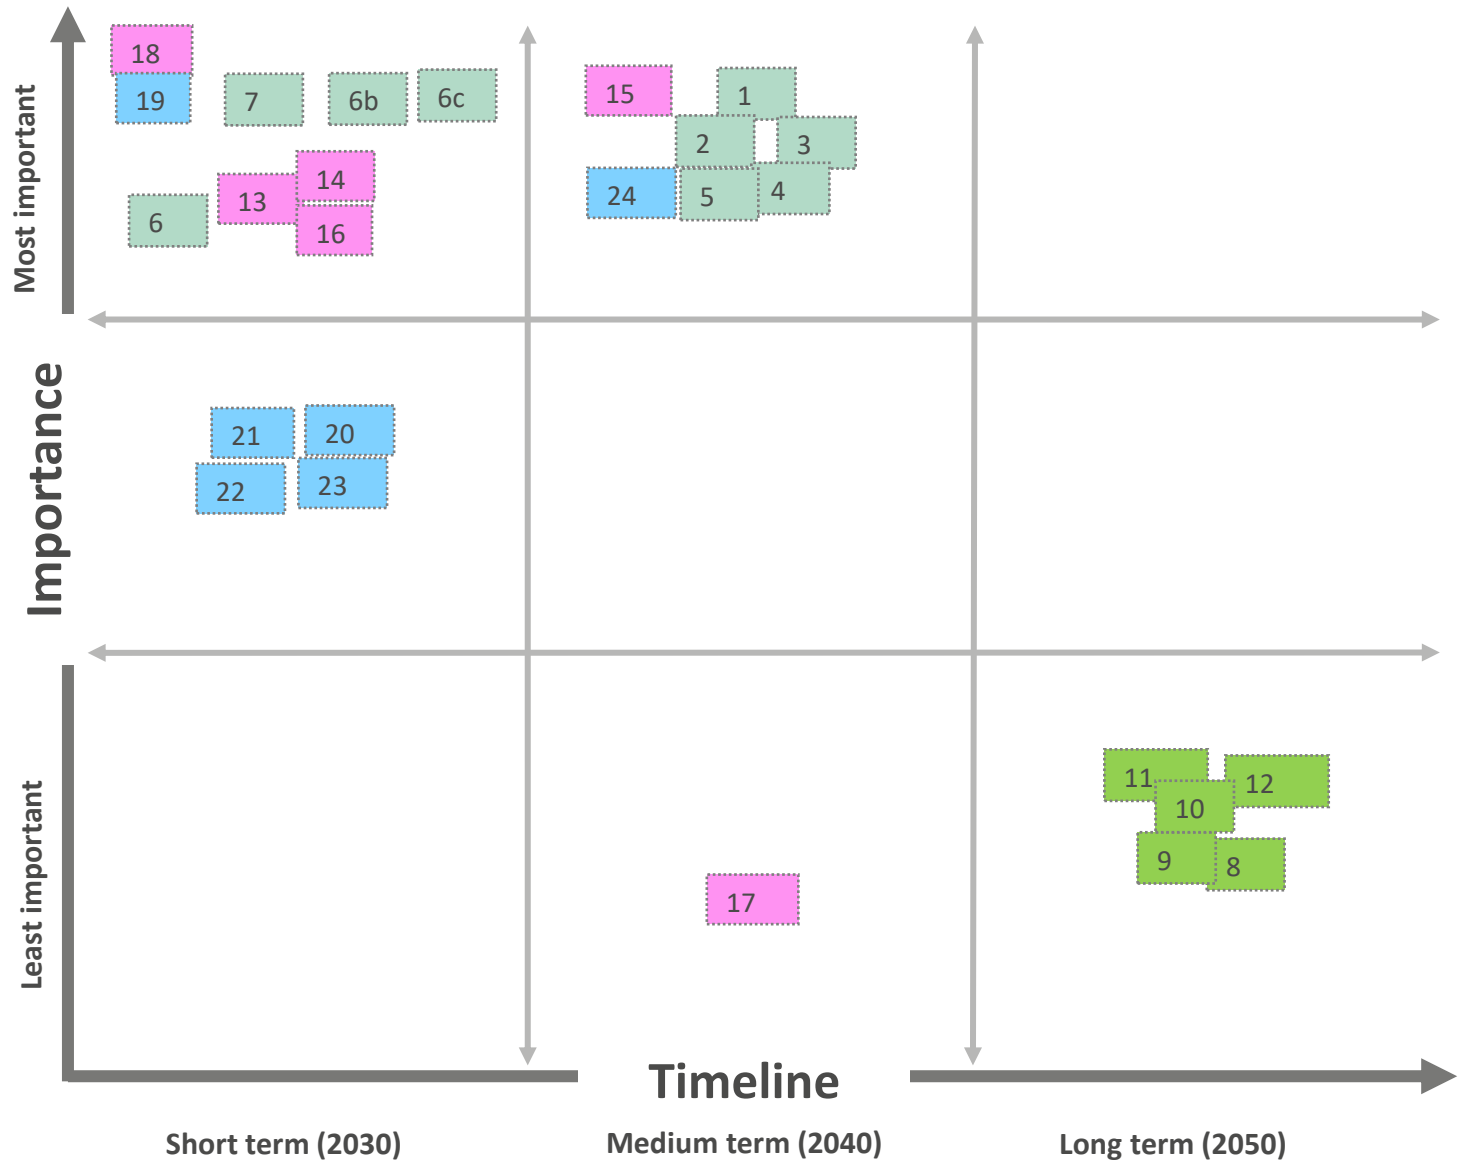 Most important
Importance
Least important
18
19
7
6b
6c
6
13
14
16
15
1
2
3
24
5
4
21
20
22
23
17
11
12
10
9
8
Timeline
Short term (2030)
Medium term (2040)
Long term (2050)